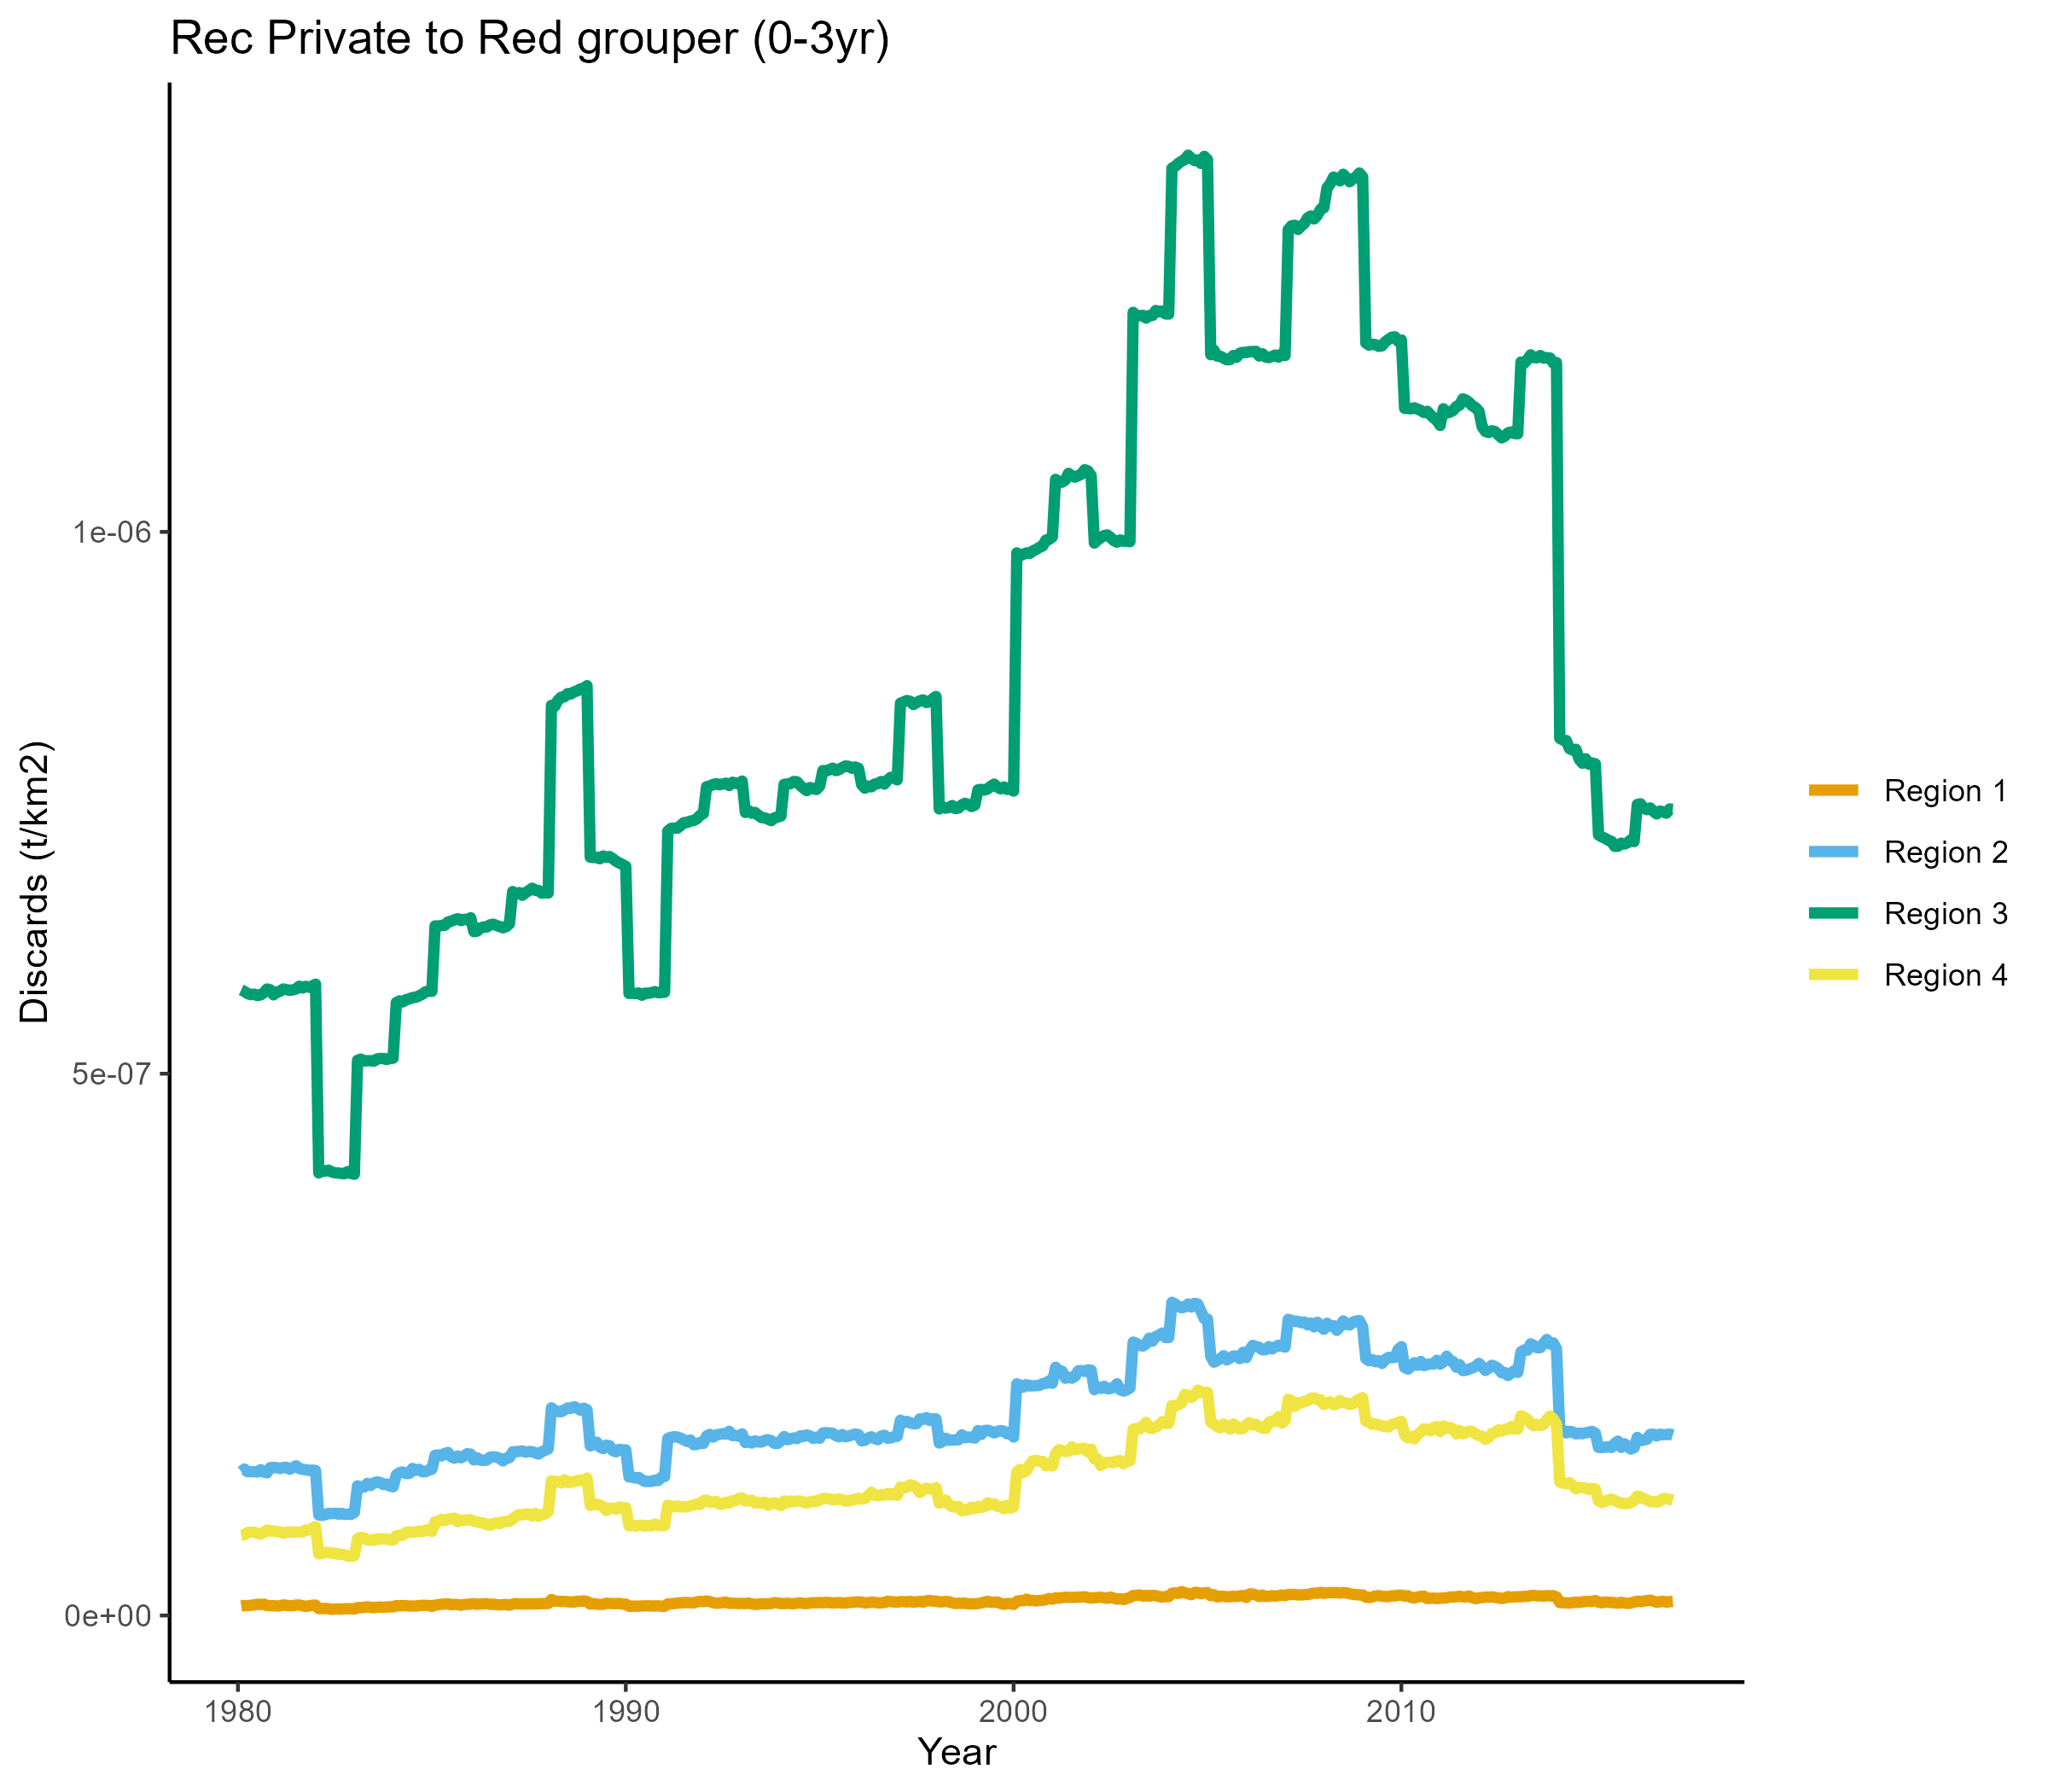 Rec Private to Red grouper (0-3yr)
Discards (t/km2)
1e-06
5e-07
0e+00
1980
1990
2000
2010
Year
Region 1
Region 2
Region 3
Region 4